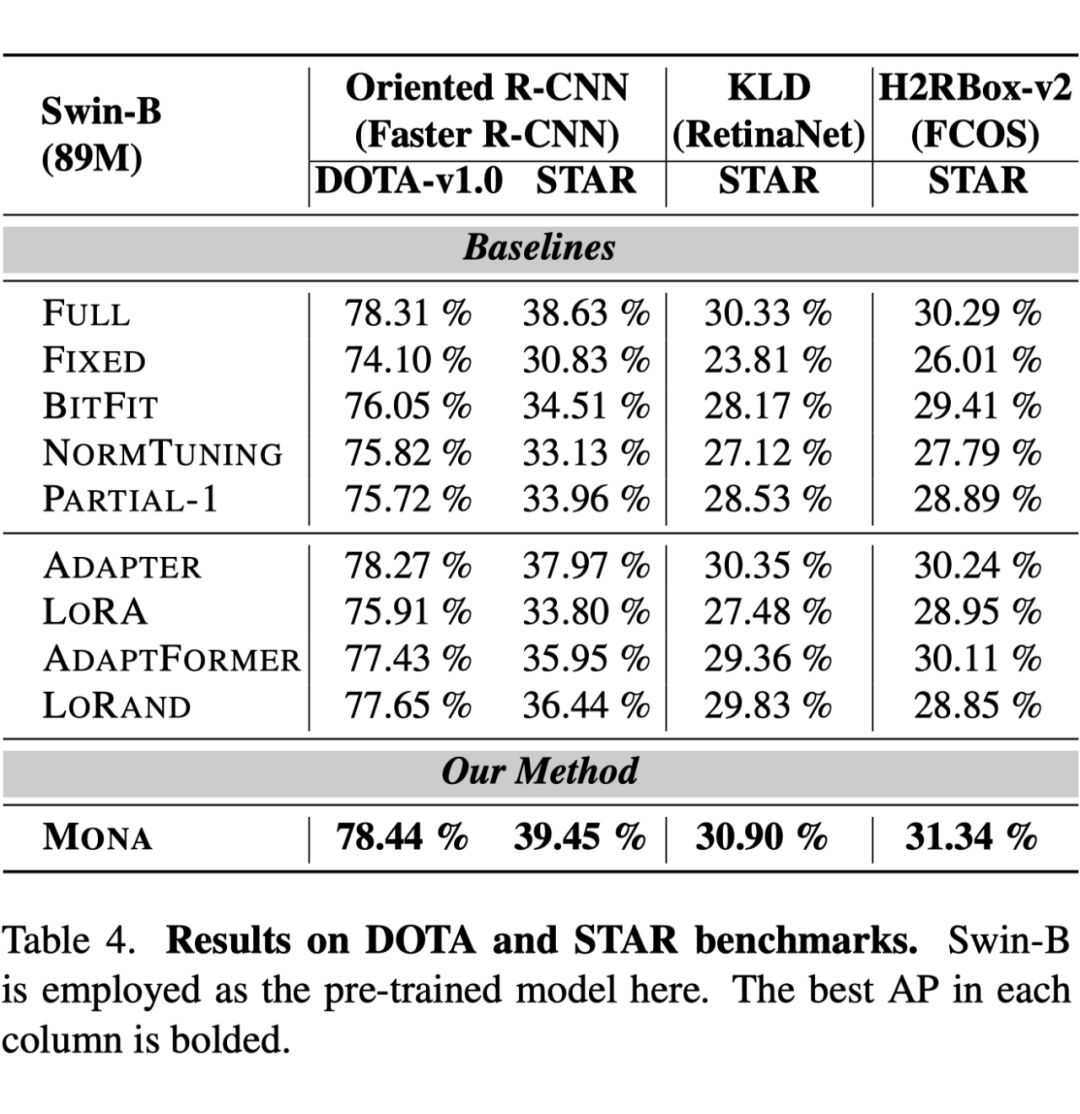 Swin-B (89M) Oriented R-CNN (Faster R-CNN) KLD (RetinaNet) H2RBox-v2 (FCOS)
DOTA-v1.0 STAR STAR STAR
Baselines
FULL 78.31 % 38.63 % 30.33 % 30.29 %
FIXED 74.10 % 30.83 % 23.81 % 26.01 %
BITFIT 76.05 % 34.51 % 28.17 % 29.41 %
NORMTUNING 75.82 % 33.13 % 27.12 % 27.79 %
PARTIAL-1 75.72 % 33.96 % 28.53 % 28.89 %
ADAPTER 78.27 % 37.97 % 30.35 % 30.24 %
LORA 75.91 % 33.80 % 27.48 % 28.95 %
ADAPTFORMER 77.43 % 35.95 % 29.36 % 30.11 %
LORAND 77.65 % 36.44 % 29.83 % 28.85 %
Our Method
MONA 78.44 % 39.45 % 30.90 % 31.34 %
Table 4. Results on DOTA and STAR benchmarks. Swin-B
is employed as the pre-trained model here. The best AP in each
column is bolded.